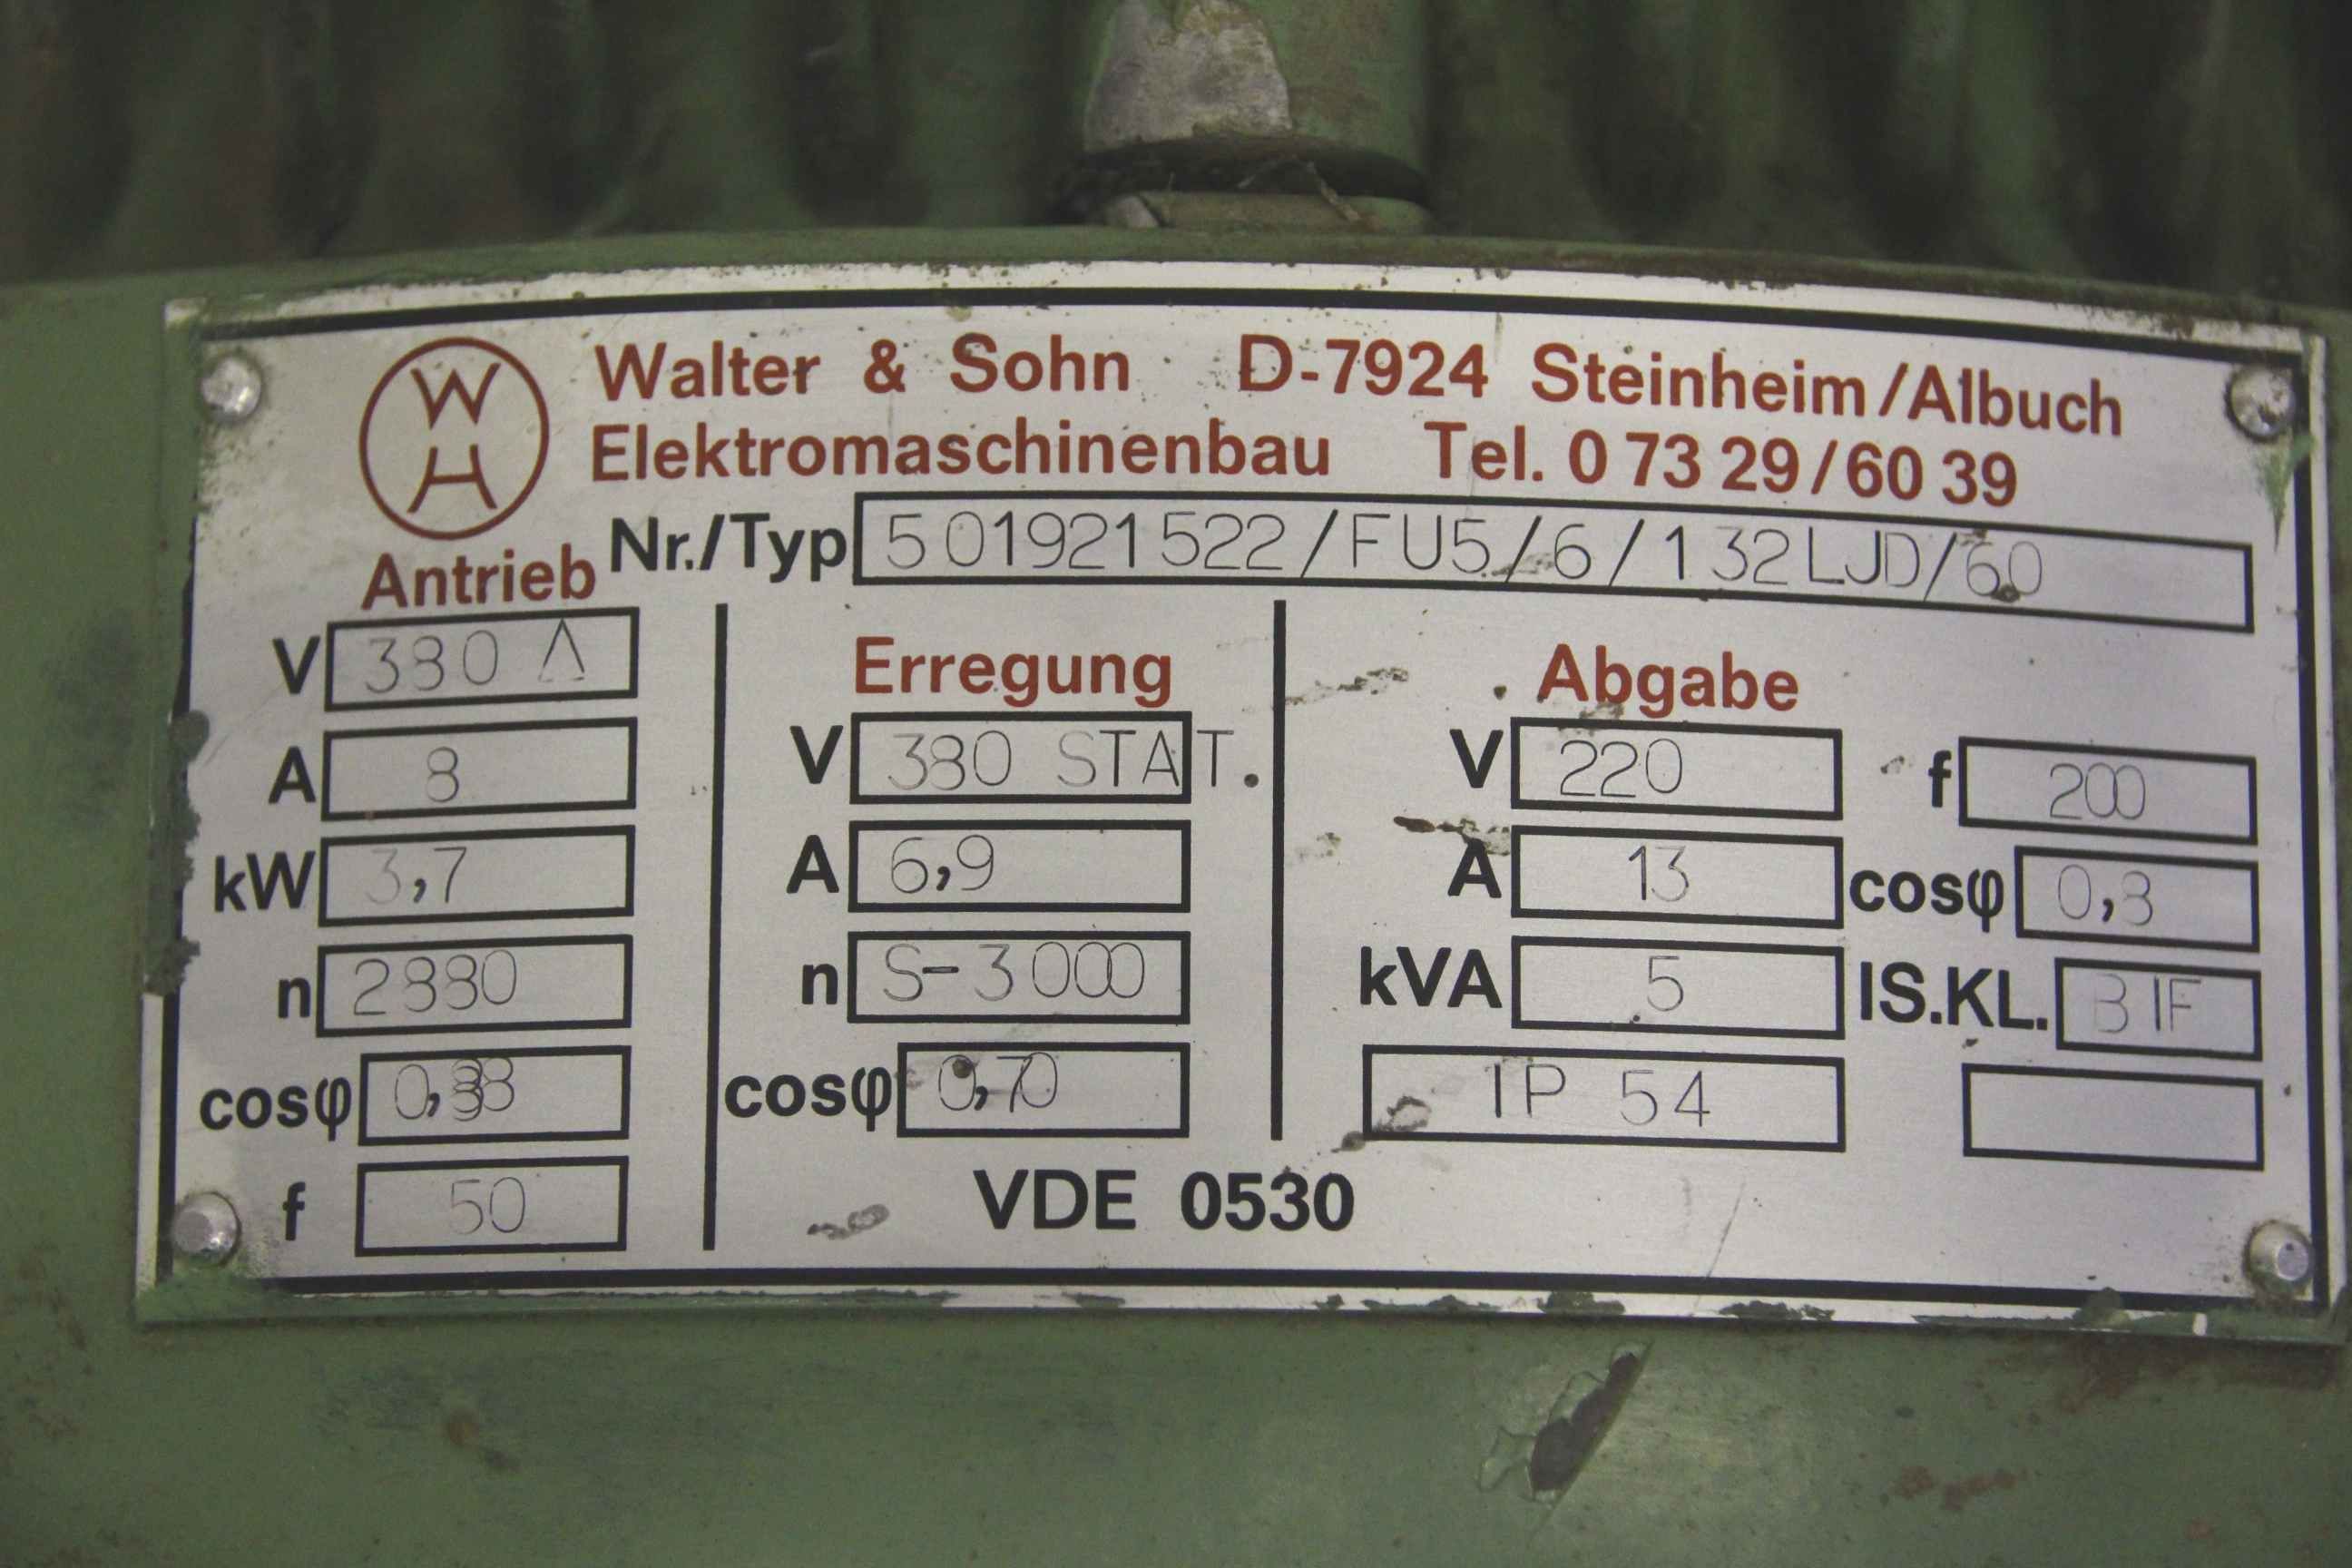 W
H
Walter & Sohn D-7924 Steinheim/Albuch
Elektromaschinenbau Tel. 0 73 29/60 39
Nr./Typ 501921522/FU5/6/132LJD/60
Antrieb
V 380 Δ
A 8
kW 3,7
n 2880
cosφ
f 50
Erregung
V 380 STAT.
A 6,9
n S-3000
cosφ 0,70
Abgabe
V 220 f 200
A 13 cosφ 0,8
kVA 5 IS.KL. B IF
IP 54
VDE 0530